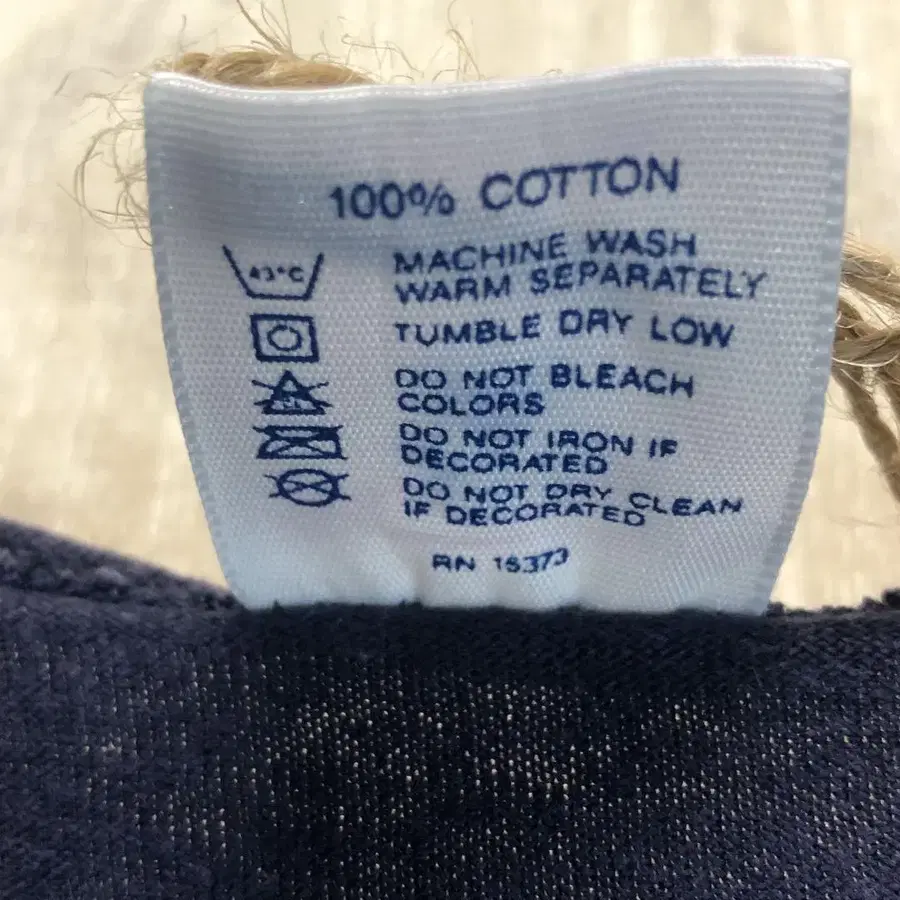 100% COTTON
43°C
MACHINE WASH
WARM SEPARATELY
TUMBLE DRY LOW
DO NOT BLEACH
COLORS
DO NOT IRON IF
DECORATED
DO NOT DRY CLEAN
IF DECORATED
RN 15373